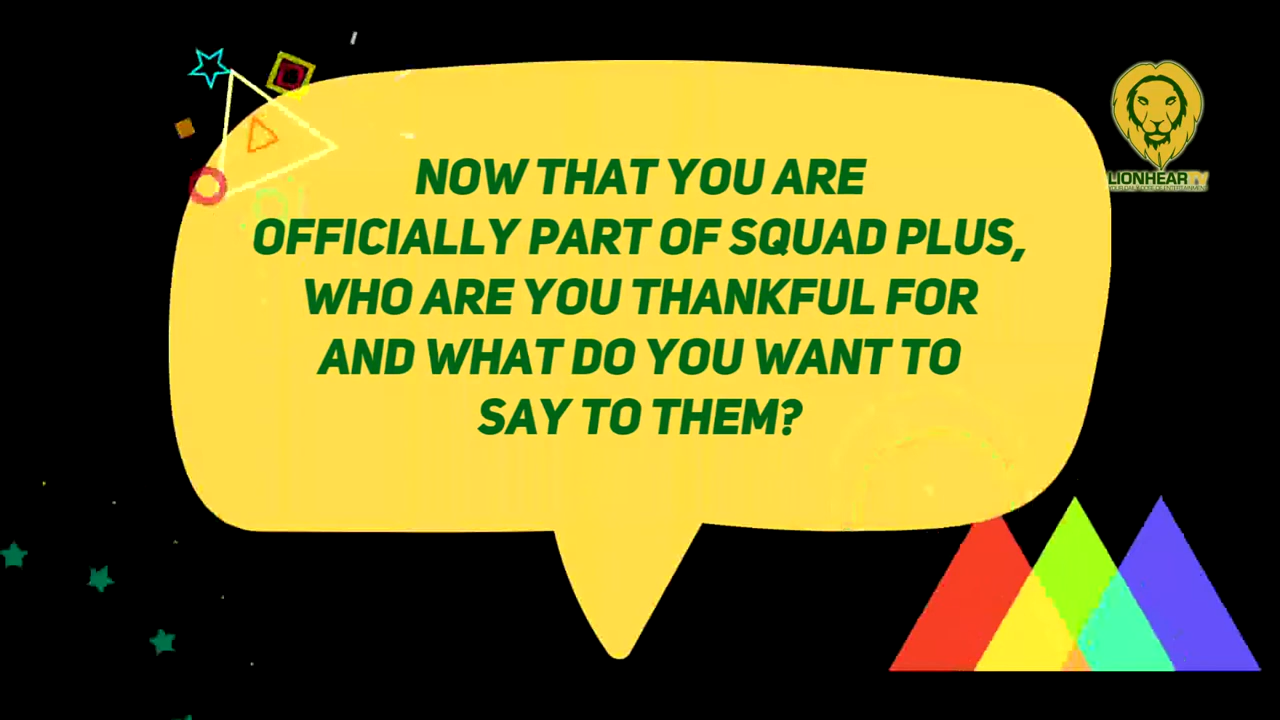 NOW THAT YOU ARE
OFFICIALLY PART OF SQUAD PLUS,
WHO ARE YOU THANKFUL FOR
AND WHAT DO YOU WANT TO
SAY TO THEM?
LIONHEARTV